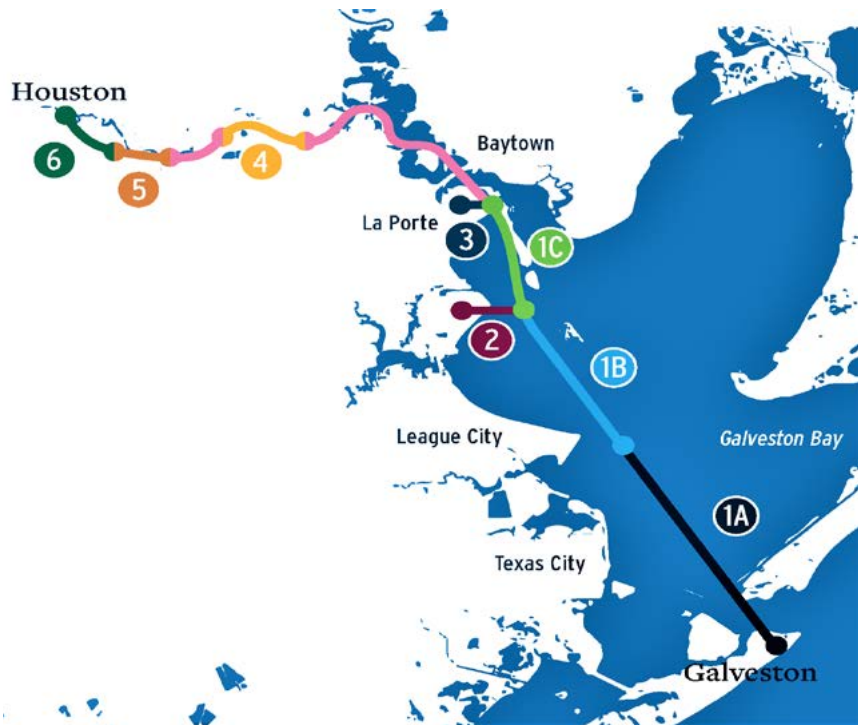 Houston
6
5
4
Baytown
La Porte
3
1C
2
1B
League City
Galveston Bay
1A
Texas City
Galveston